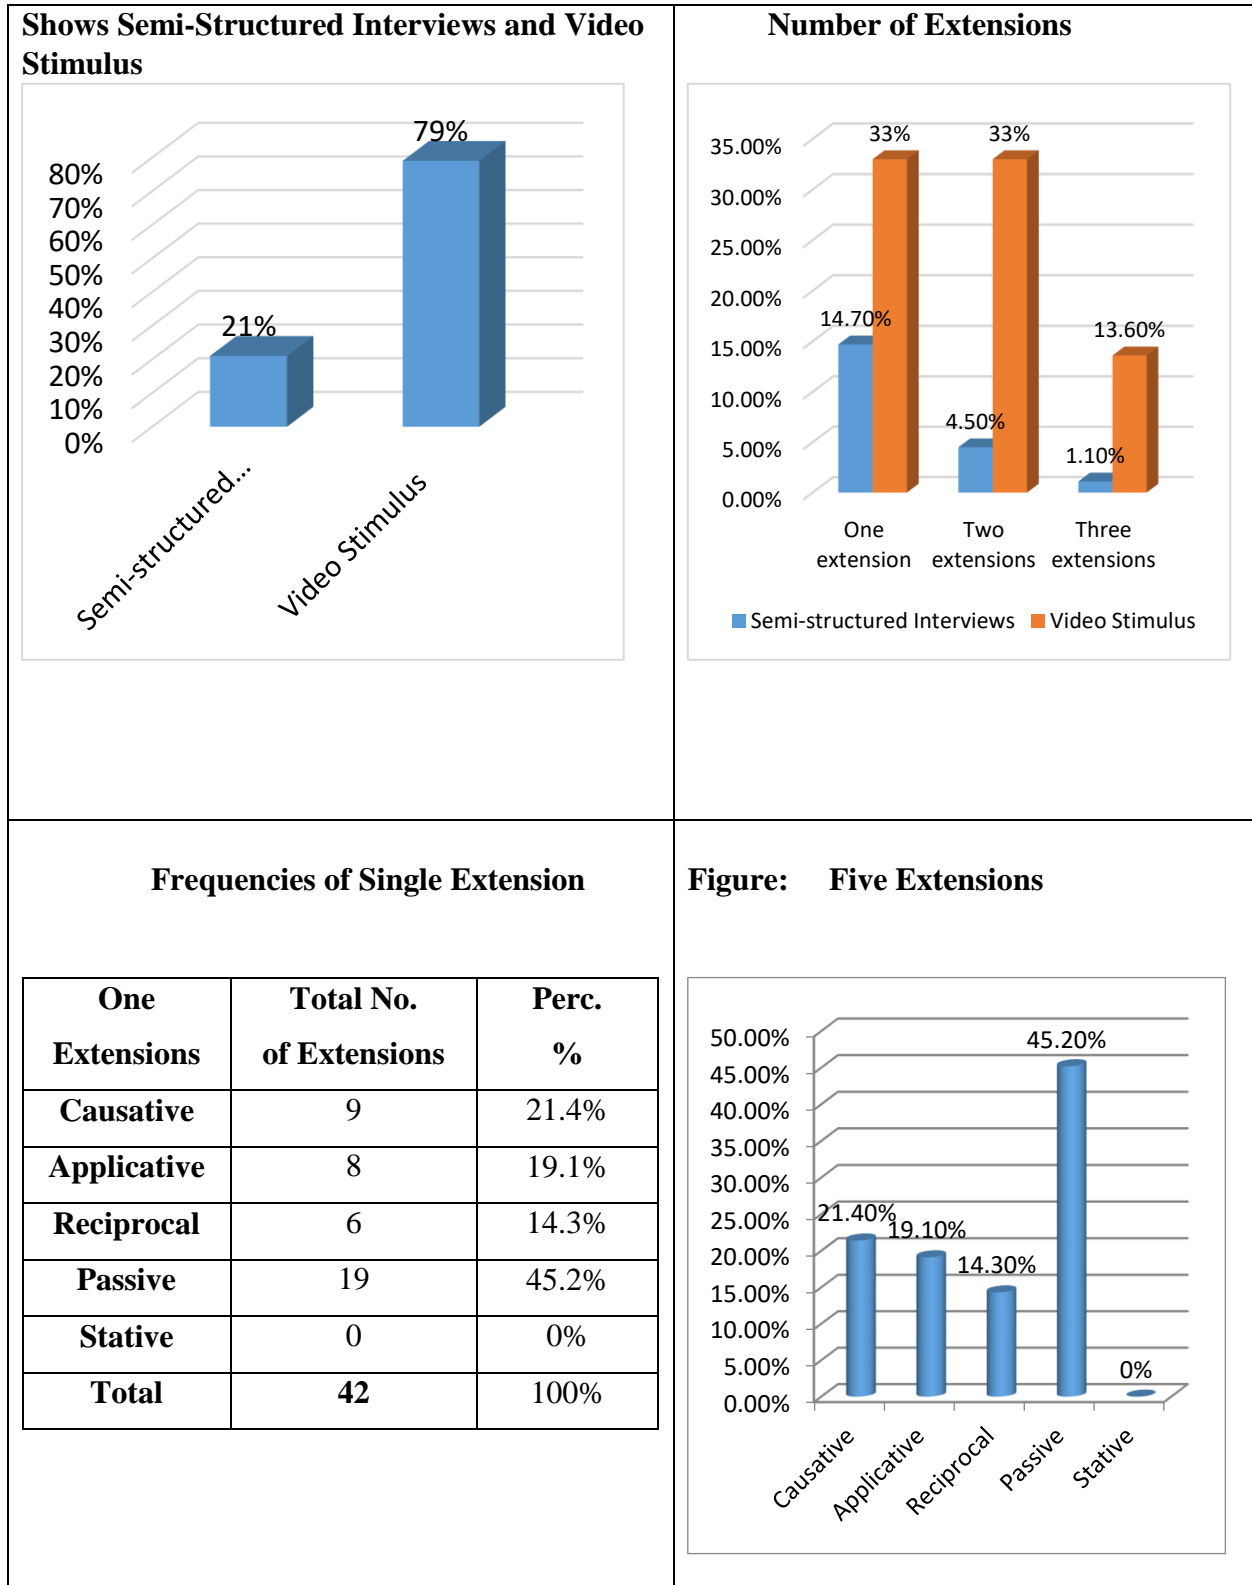 Shows Semi-Structured Interviews and Video
Stimulus
80%
70%
60%
50%
40%
30%
20%
10%
0%
21%
79%
Semi-structured...
Video Stimulus
Number of Extensions
35.00%
30.00%
25.00%
20.00%
15.00%
10.00%
5.00%
0.00%
14.70%
33%
4.50%
33%
1.10%
13.60%
One
extension
Two
extensions
Three
extensions
Semi-structured Interviews
Video Stimulus
Frequencies of Single Extension
One Total No. Perc.
Extensions of Extensions %
Causative 9 21.4%
Applicative 8 19.1%
Reciprocal 6 14.3%
Passive 19 45.2%
Stative 0 0%
Total 42 100%
Figure: Five Extensions
50.00%
45.00%
40.00%
35.00%
30.00%
25.00%
20.00%
15.00%
10.00%
5.00%
0.00%
21.40%
19.10%
14.30%
45.20%
0%
Causative
Applicative
Reciprocal
Passive
Stative